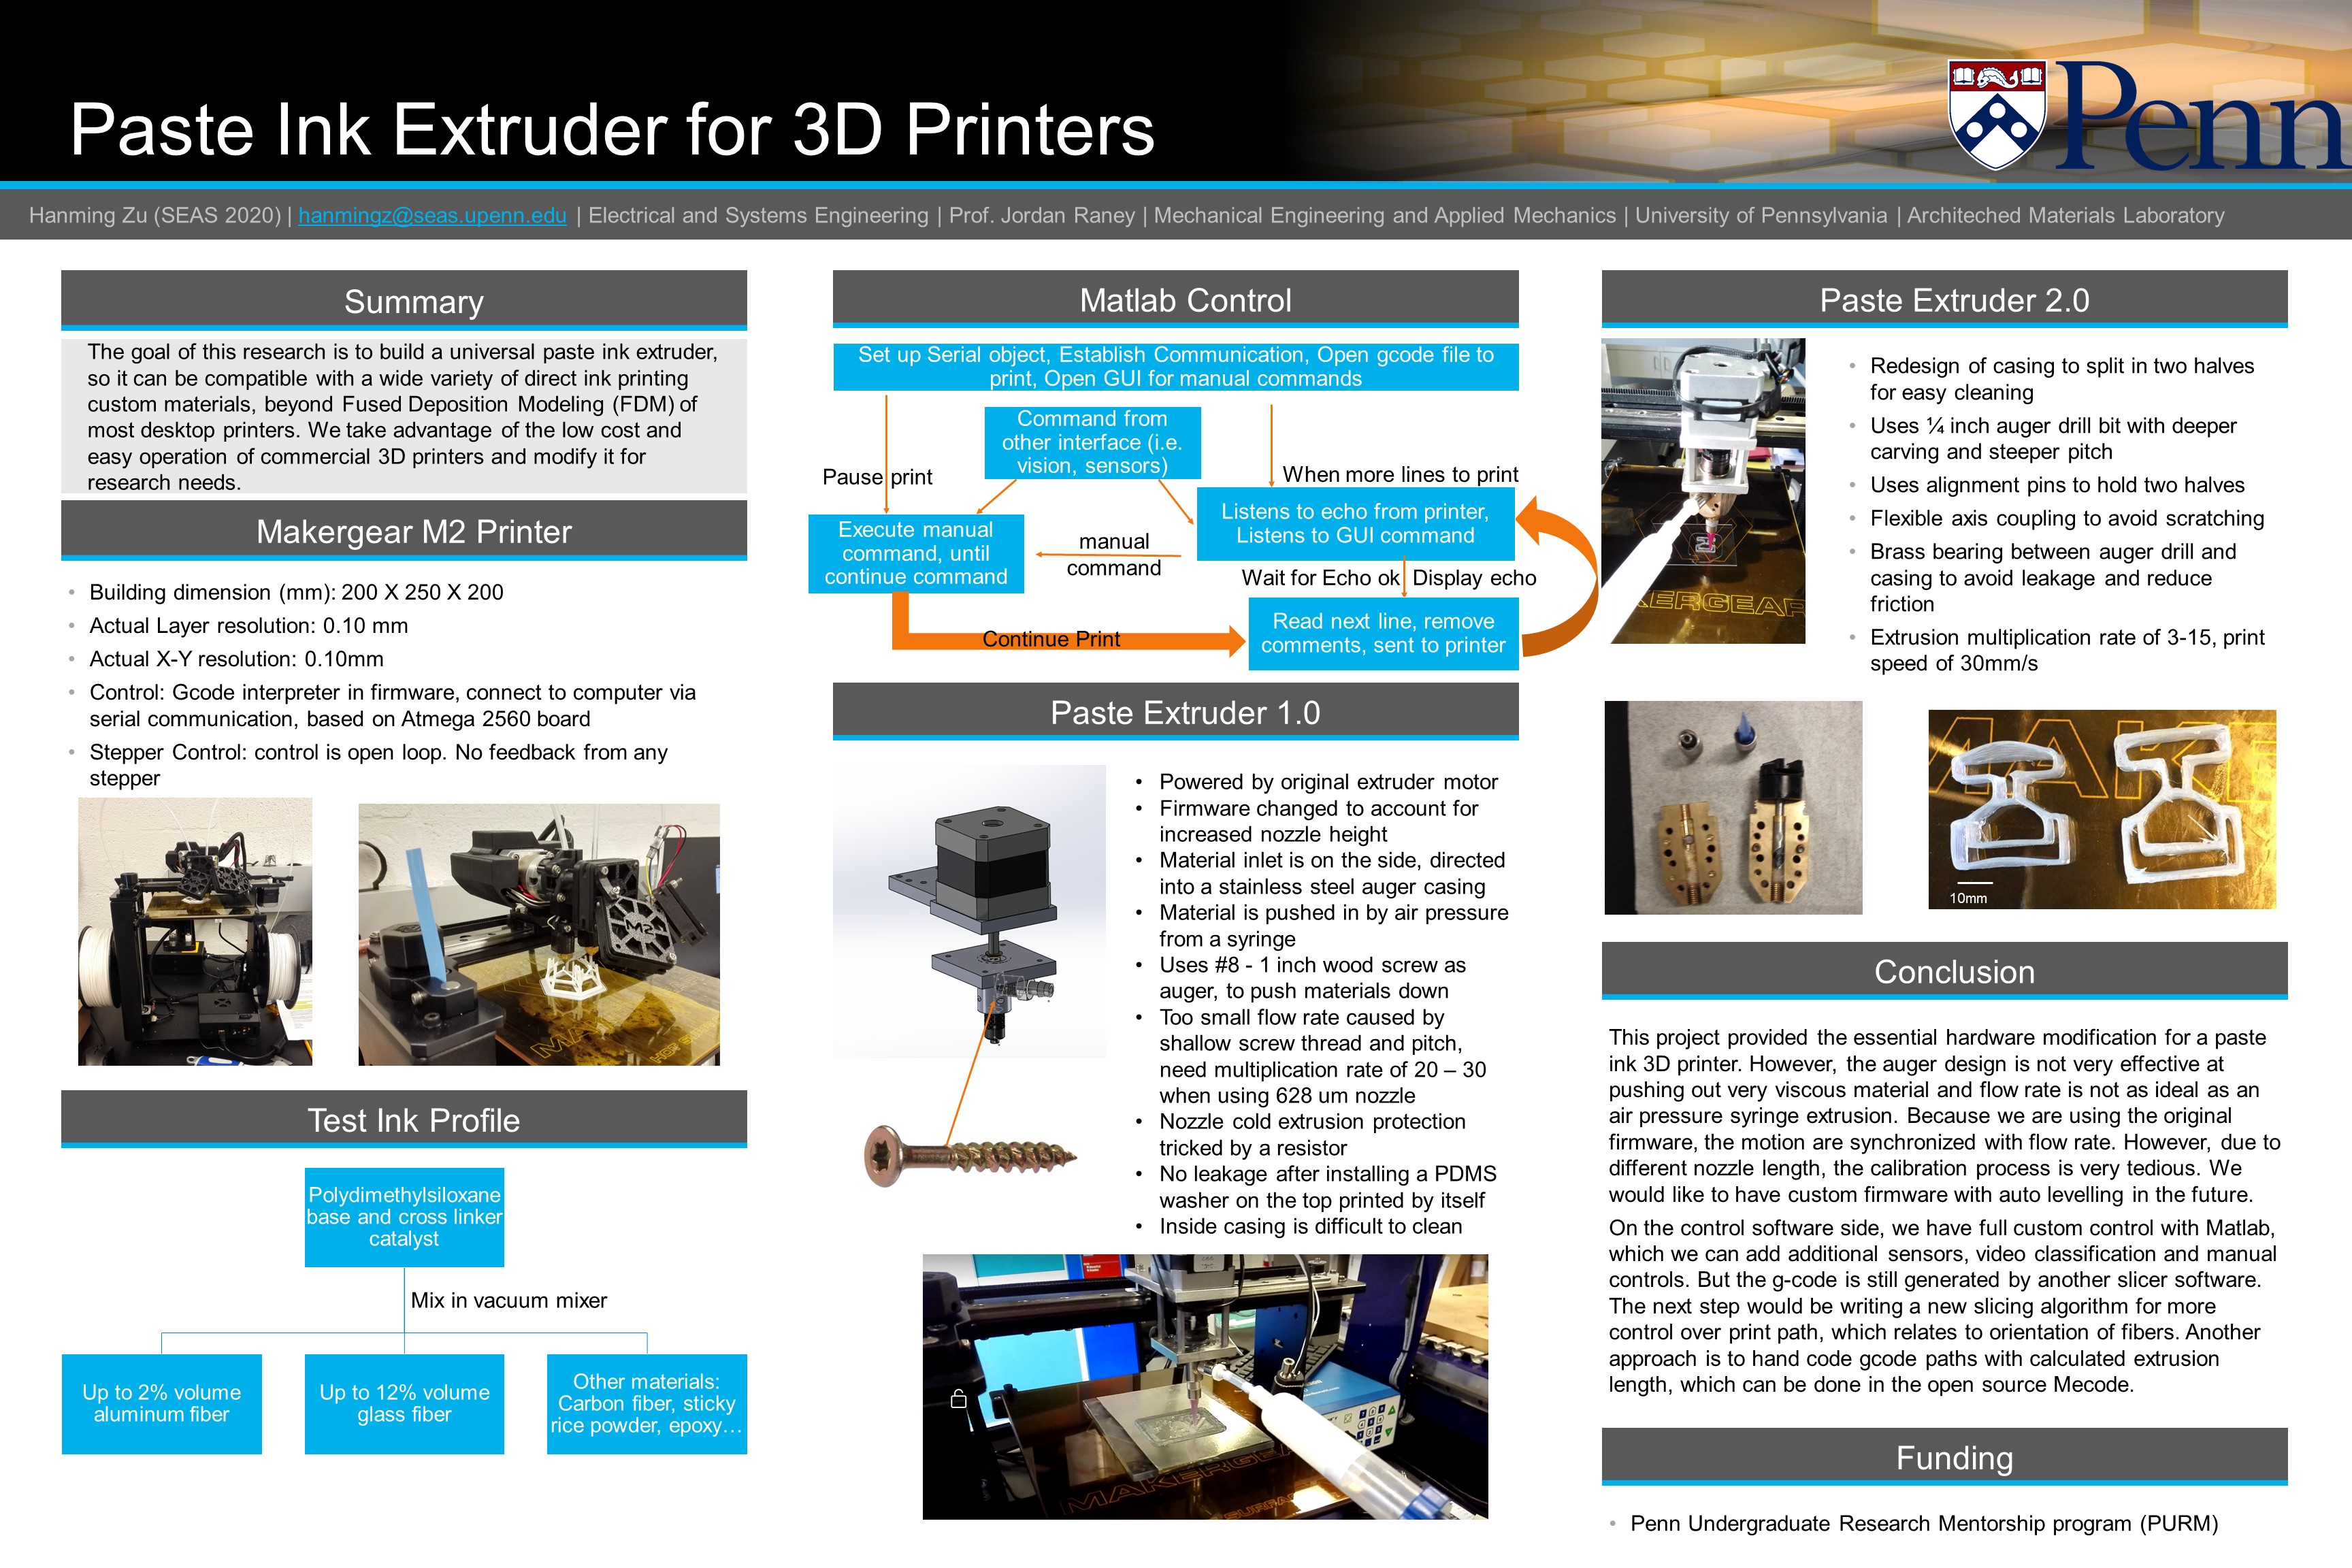 Paste Ink Extruder for 3D Printers
Penn
Hanming Zu (SEAS 2020) | hanmingz@seas.upenn.edu | Electrical and Systems Engineering | Prof. Jordan Raney | Mechanical Engineering and Applied Mechanics | University of Pennsylvania | Architeched Materials Laboratory
Summary
The goal of this research is to build a universal paste ink extruder,
so it can be compatible with a wide variety of direct ink printing
custom materials, beyond Fused Deposition Modeling (FDM) of
most desktop printers. We take advantage of the low cost and
easy operation of commercial 3D printers and modify it for
research needs.
Makergear M2 Printer
• Building dimension (mm): 200 X 250 X 200
• Actual Layer resolution: 0.10 mm
• Actual X-Y resolution: 0.10mm
• Control: Gcode interpreter in firmware, connect to computer via
serial communication, based on Atmega 2560 board
• Stepper Control: control is open loop. No feedback from any
stepper
M2
Test Ink Profile
Polydimethylsiloxane
base and cross linker
catalyst
Mix in vacuum mixer
Up to 2% volume
aluminum fiber
Up to 12% volume
glass fiber
Other materials:
Carbon fiber, sticky
rice powder, epoxy…
Matlab Control
Set up Serial object, Establish Communication, Open gcode file to
print, Open GUI for manual commands
Command from
other interface (i.e.
vision, sensors)
Pause print
When more lines to print
Execute manual
command, until
continue command
manual
command
Listens to echo from printer,
Listens to GUI command
Wait for Echo ok
Display echo
Continue Print
Read next line, remove
comments, sent to printer
Paste Extruder 1.0
• Powered by original extruder motor
• Firmware changed to account for
increased nozzle height
• Material inlet is on the side, directed
into a stainless steel auger casing
• Material is pushed in by air pressure
from a syringe
• Uses #8 - 1 inch wood screw as
auger, to push materials down
• Too small flow rate caused by
shallow screw thread and pitch,
need multiplication rate of 20 – 30
when using 628 um nozzle
• Nozzle cold extrusion protection
tricked by a resistor
• No leakage after installing a PDMS
washer on the top printed by itself
• Inside casing is difficult to clean
MAKERGEAR
Paste Extruder 2.0
KERGEAR
• Redesign of casing to split in two halves
for easy cleaning
• Uses ¼ inch auger drill bit with deeper
carving and steeper pitch
• Uses alignment pins to hold two halves
• Flexible axis coupling to avoid scratching
• Brass bearing between auger drill and
casing to avoid leakage and reduce
friction
• Extrusion multiplication rate of 3-15, print
speed of 30mm/s
10mm
Conclusion
This project provided the essential hardware modification for a paste
ink 3D printer. However, the auger design is not very effective at
pushing out very viscous material and flow rate is not as ideal as an
air pressure syringe extrusion. Because we are using the original
firmware, the motion are synchronized with flow rate. However, due to
different nozzle length, the calibration process is very tedious. We
would like to have custom firmware with auto levelling in the future.
On the control software side, we have full custom control with Matlab,
which we can add additional sensors, video classification and manual
controls. But the g-code is still generated by another slicer software.
The next step would be writing a new slicing algorithm for more
control over print path, which relates to orientation of fibers. Another
approach is to hand code gcode paths with calculated extrusion
length, which can be done in the open source Mecode.
Funding
• Penn Undergraduate Research Mentorship program (PURM)